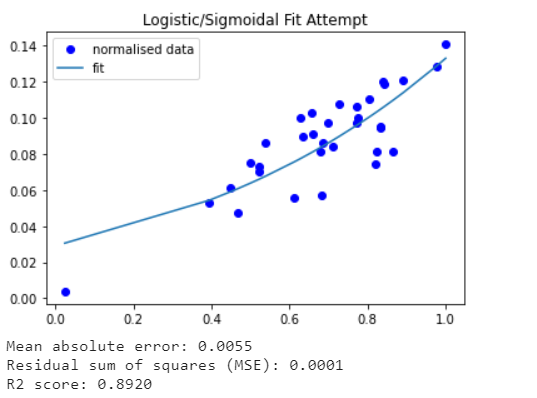 Logistic/Sigmoidal Fit Attempt
normalised data
fit
0.14
0.12
0.10
0.08
0.06
0.04
0.02
0.00
0.0 0.2 0.4 0.6 0.8 1.0
Mean absolute error: 0.0055
Residual sum of squares (MSE): 0.0001
R2 score: 0.8920